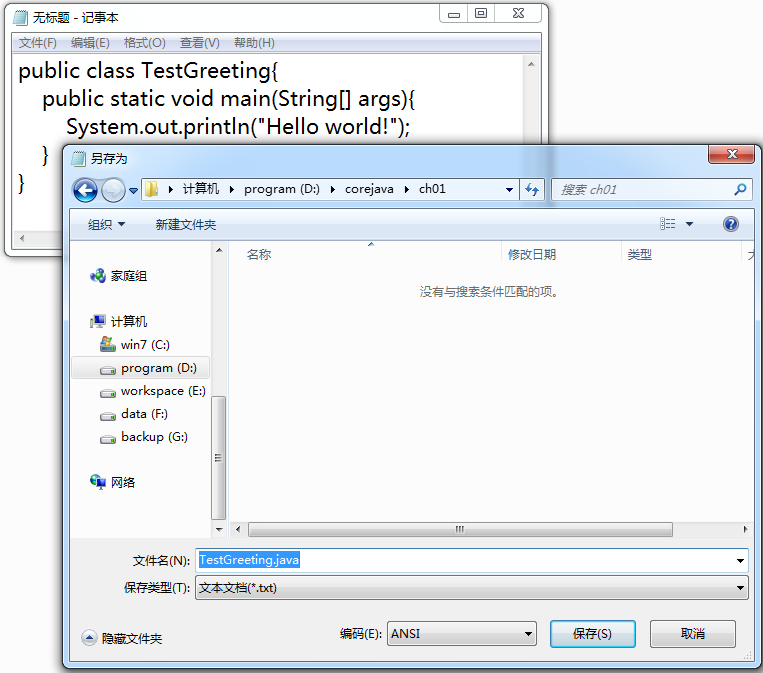 无标题 - 记事本
文件(F) 编辑(E) 格式(O) 查看(V) 帮助(H)
public class TestGreeting{
public static void main(String[] args){
System.out.println("Hello world!");
}
}
另存为
计算机 program (D:) corejava ch01 搜索 ch01
组织 新建文件夹
名称 修改日期 类型
没有与搜索条件匹配的项。
家庭组
计算机
win7 (C:)
program (D:)
workspace (E:)
data (F:)
backup (G:)
网络
文件名(N): TestGreeting.java
保存类型(T): 文本文档(*.txt)
隐藏文件夹 编码(E): ANSI 保存(S) 取消